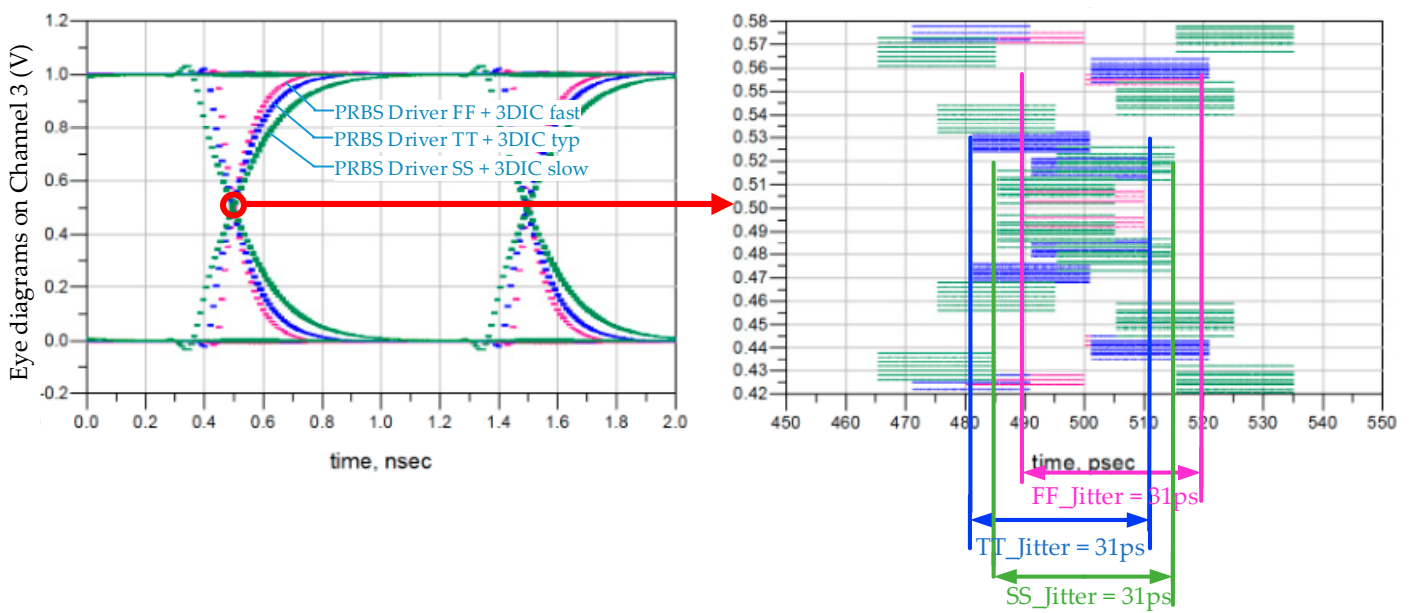 Eye diagrams on Channel 3 (V)
1.2
1.0
0.8
0.6
0.4
0.2
0.0
-0.2
PRBS Driver FF + 3DIC fast
PRBS Driver TT + 3DIC typ
PRBS Driver SS + 3DIC slow
0.0 0.2 0.4 0.6 0.8 1.0 1.2 1.4 1.6 1.8 2.0
time, nsec
0.58
0.57
0.56
0.55
0.54
0.53
0.52
0.51
0.50
0.49
0.48
0.47
0.46
0.45
0.44
0.43
0.42
450 460 470 480 490 500 510 520 530 540 550
time, psec
FF_Jitter = 31ps
TT_Jitter = 31ps
SS_Jitter = 31ps